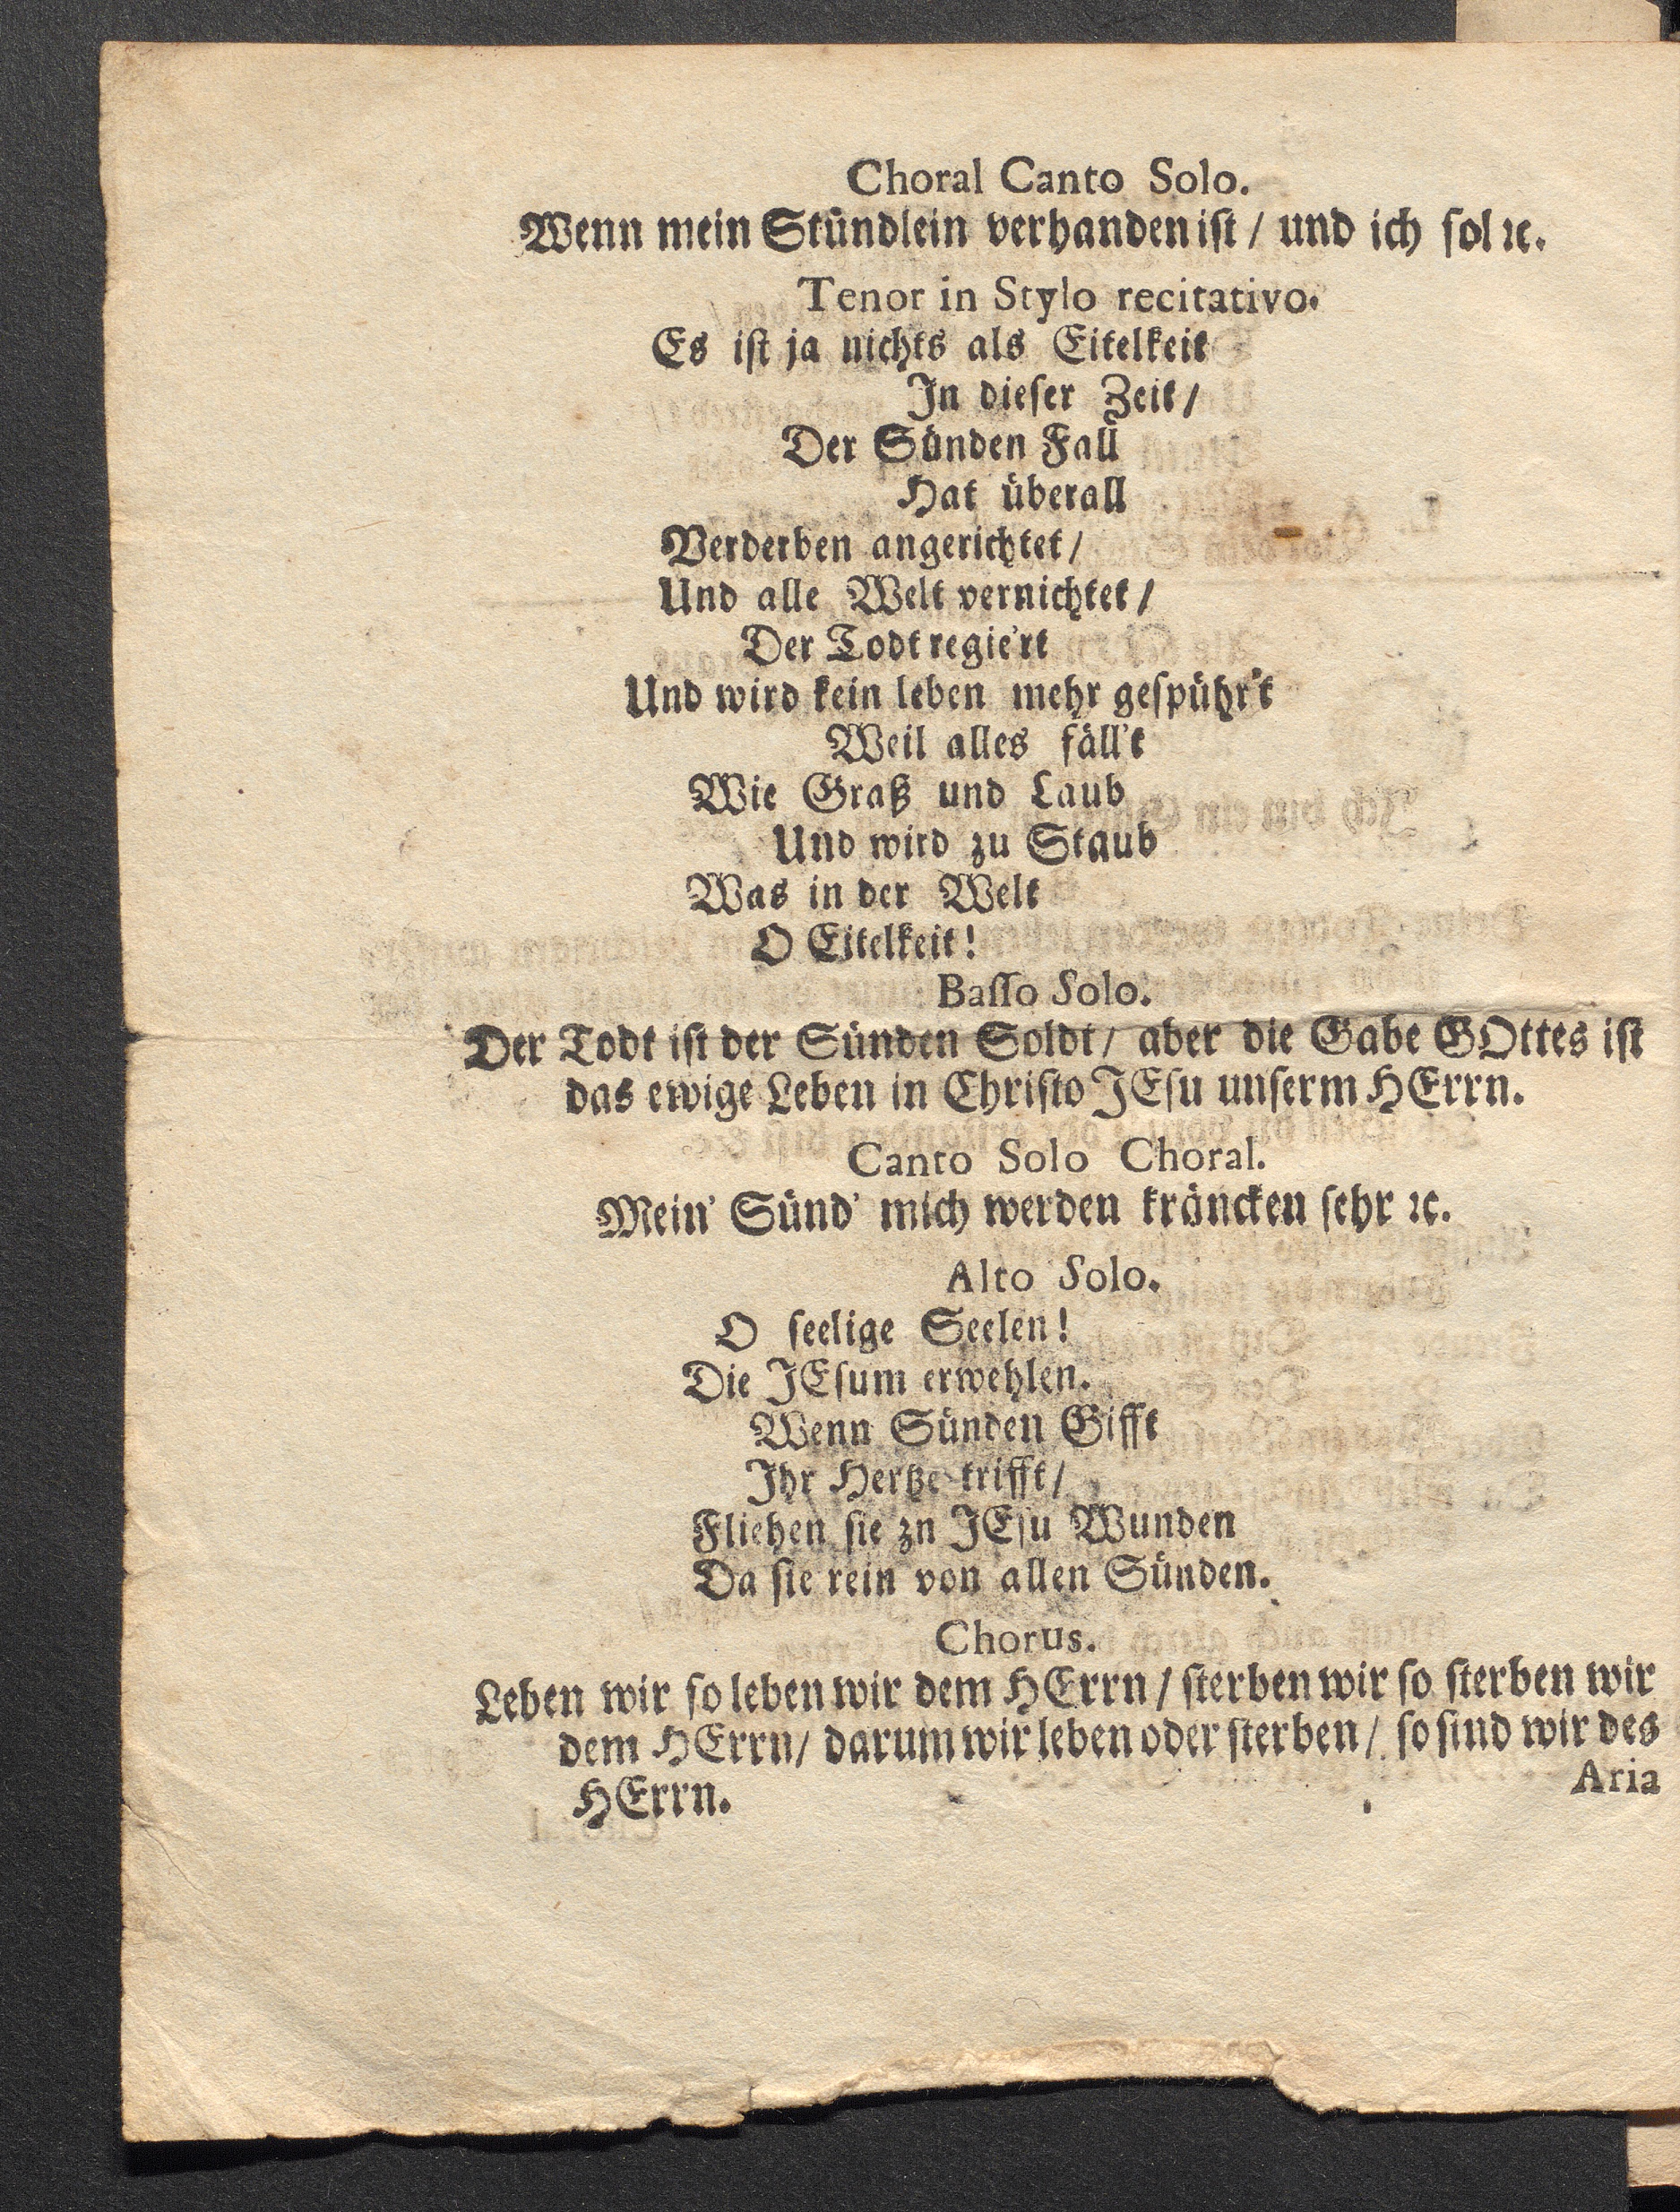 Choral Canto Solo.
Wenn mein Stündlein verhanden ist / und ich sol ꝛc.
Tenor in Stylo recitativo.
Es ist ja nichts als Eitelkeit
In dieser Zeit /
Der Sünden Fall
Hat überall
Verderben angerichtet /
Und alle Welt vernichtet /
Der Todt regie'rt
Und wird kein leben mehr gespühr't
Weil alles fäll't
Wie Graß und Laub
Und wird zu Staub
Was in der Welt
O Eitelkeit!
Basso Solo.
Der Todt ist der Sünden Soldt / aber die Gabe GOttes ist
das ewige Leben in Christo JEsu unserm HErrn.
Canto Solo Choral.
Mein' Sünd' mich werden kräncken sehr ꝛc.
Alto Solo.
O seelige Seelen!
Die JEsum erwehlen.
Wenn Sünden Gifft
Ihr Hertze trifft /
Fliehen sie zn JEsu Wunden
Da sie rein von allen Sünden.
Chorus.
Leben wir so leben wir dem HErrn / sterben wir so sterben wir
dem HErrn / darum wir leben oder sterben / so sind wir des
HErrn.
Aria